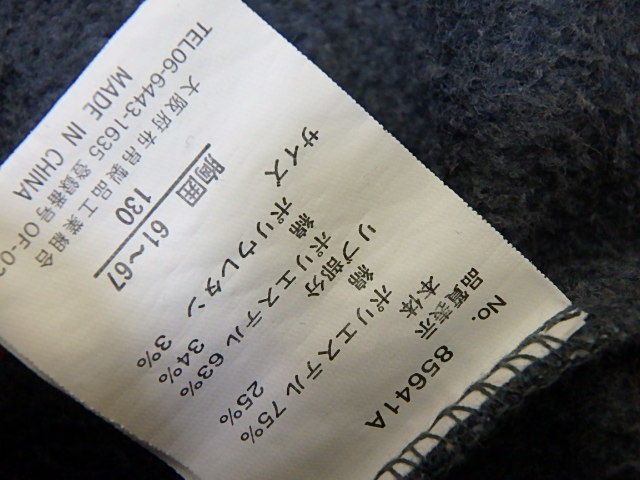 No. 85641A
品質表示
本体 ポリエステル 75%
綿 25%
リブ部分
ポリエステル 63%
綿 34%
ポリウレタン 3%
サイズ
胸囲 61~67
130
大阪府布帛製品工業組合
TEL06-6443-1635 登録番号 OF-02
MADE IN CHINA